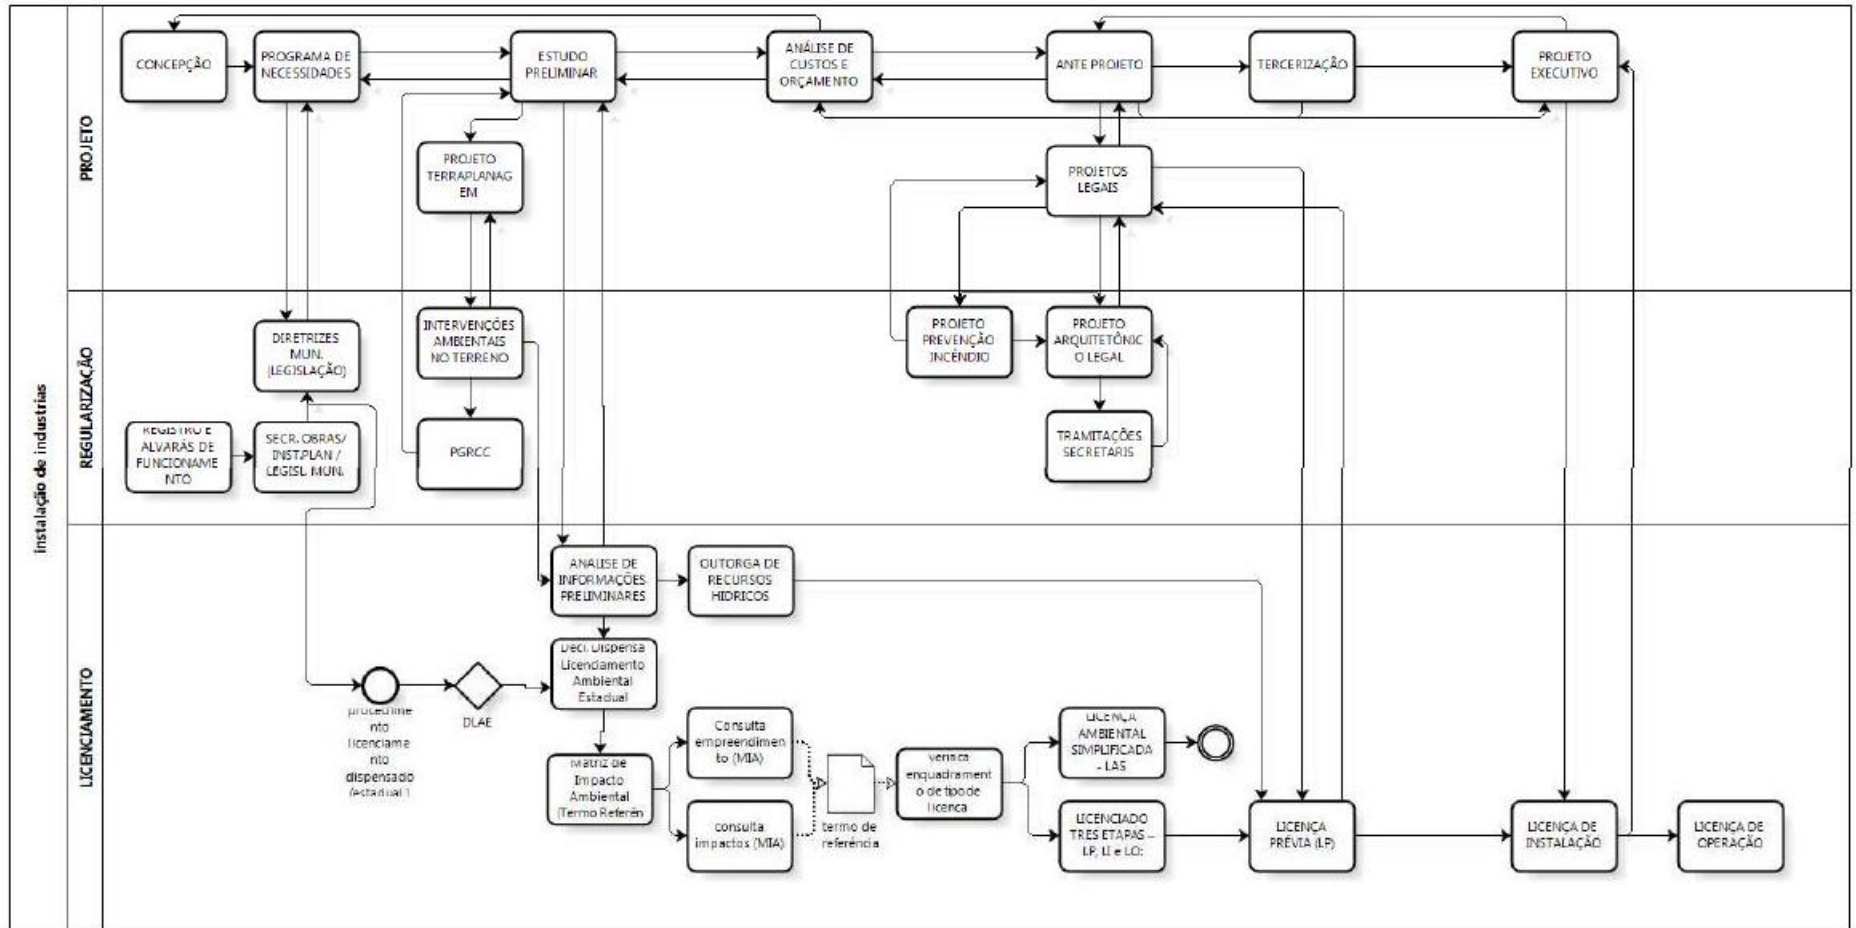 instalação de industrias
PROJETO
CONCEPÇÃO
PROGRAMA DE
NECESSIDADES
ESTUDO
PRELIMINAR
ANÁLISE DE
CUSTOS E
ORÇAMENTO
ANTE PROJETO
TERCERIZAÇÃO
PROJETO
EXECUTIVO
PROJETO
TERRAPLANAG
EM
PROJETOS
LEGAIS
REGULARIZAÇÃO
DIRETRIZES
MUN.
(LEGISLAÇÃO)
INTERVENÇÕES
AMBIENTAIS
NO TERRENO
PROJETO
PREVENÇÃO
INCÊNDIO
PROJETO
ARQUITETÔNIC
O LEGAL
REGISTRO E
ALVARÁS DE
FUNCIONAME
NTO
SECR. OBRAS/
INST.PLAN /
LEGISL. MUN.
PGRCC
TRAMITAÇÕES
SECRETARIS
LICENCIAMENTO
ANALISE DE
INFORMAÇÕES
PRELIMINARES
OUTORGA DE
RECURSOS
HIDRICOS
procedime
nto
licenciame
nto
dispensado
(estadual )
DLAE
Decl. Dispensa
Licenciamento
Ambiental
Estadual
Matriz de
Impacto
Ambiental
(Termo Referên
Consulta
empreendimen
to (MIA)
consulta
impactos (MIA)
termo de
referência
verifica
enquadrament
o de tipo de
licenca
LICENÇA
AMBIENTAL
SIMPLIFICADA
- LAS
LICENCIADO
TRES ETAPAS –
LP, LI e LO:
LICENÇA
PRÉVIA (LP)
LICENÇA DE
INSTALAÇÃO
LICENÇA DE
OPERAÇÃO